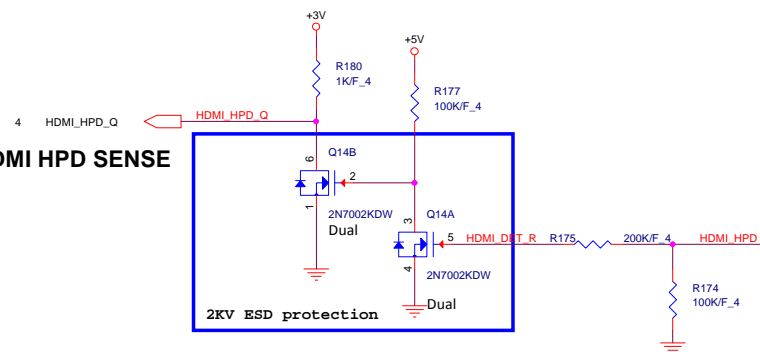 +3V
+5V
R180
1K/F_4
R177
100K/F_4
4 HDMI_HPD_Q
HDMI_HPD_Q
DMI HPD SENSE
6
Q14B
2
1
2N7002KDW
Dual
3
Q14A
5
HDMI_DET_R
R175
200K/F_4
HDMI_HPD
4
2N7002KDW
Dual
R174
100K/F_4
2KV ESD protection